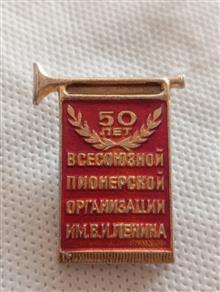 50
ЛЕТ
ВСЕСОЮЗНОЙ
ПИОНЕРСКОЙ
ОРГАНИЗАЦИИ
ИМ.В.И.ЛЕНИНА